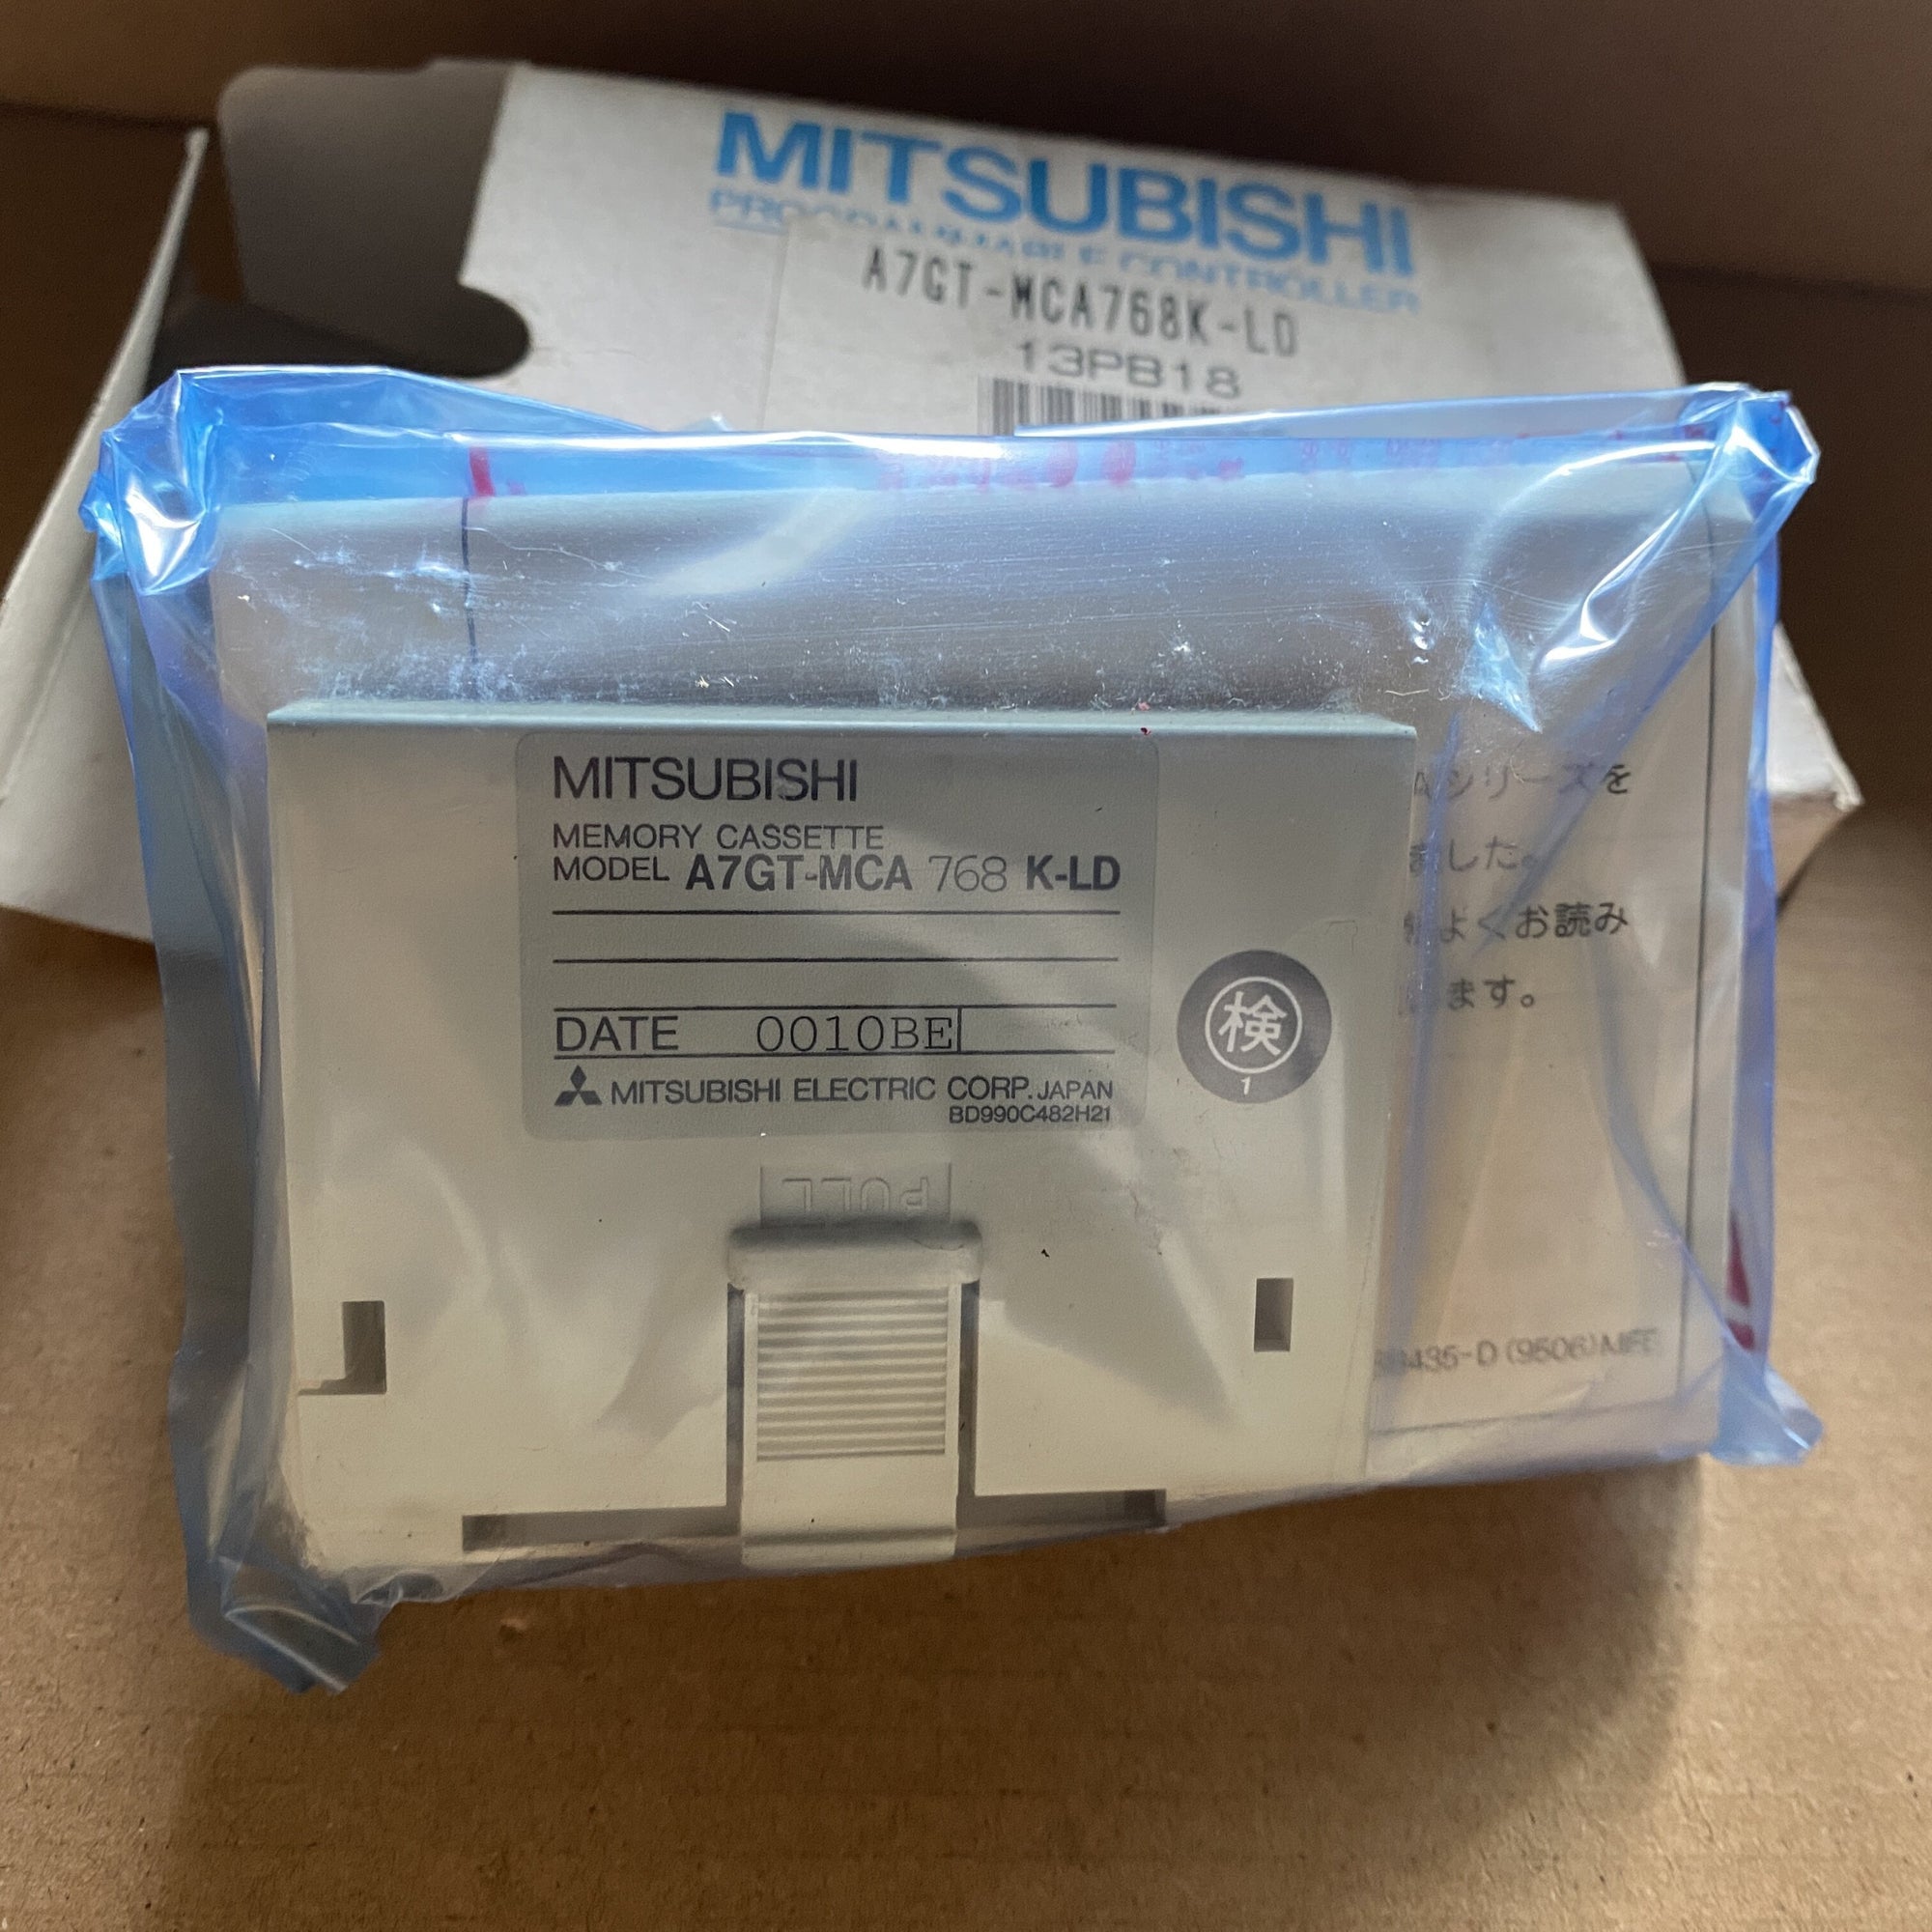 MITSUBISHI
PROGRAMMABLE CONTROLLER
A7GT-MCA768K-LD
13PB18
MITSUBISHI
MEMORY CASSETTE
MODEL A7GT-MCA 768 K-LD
DATE 0010BE
MITSUBISHI ELECTRIC CORP. JAPAN
BD990C482H21
検
1
PULL
Aシリーズを
ました。
よくお読み
ます。
435-D(9506)MEE